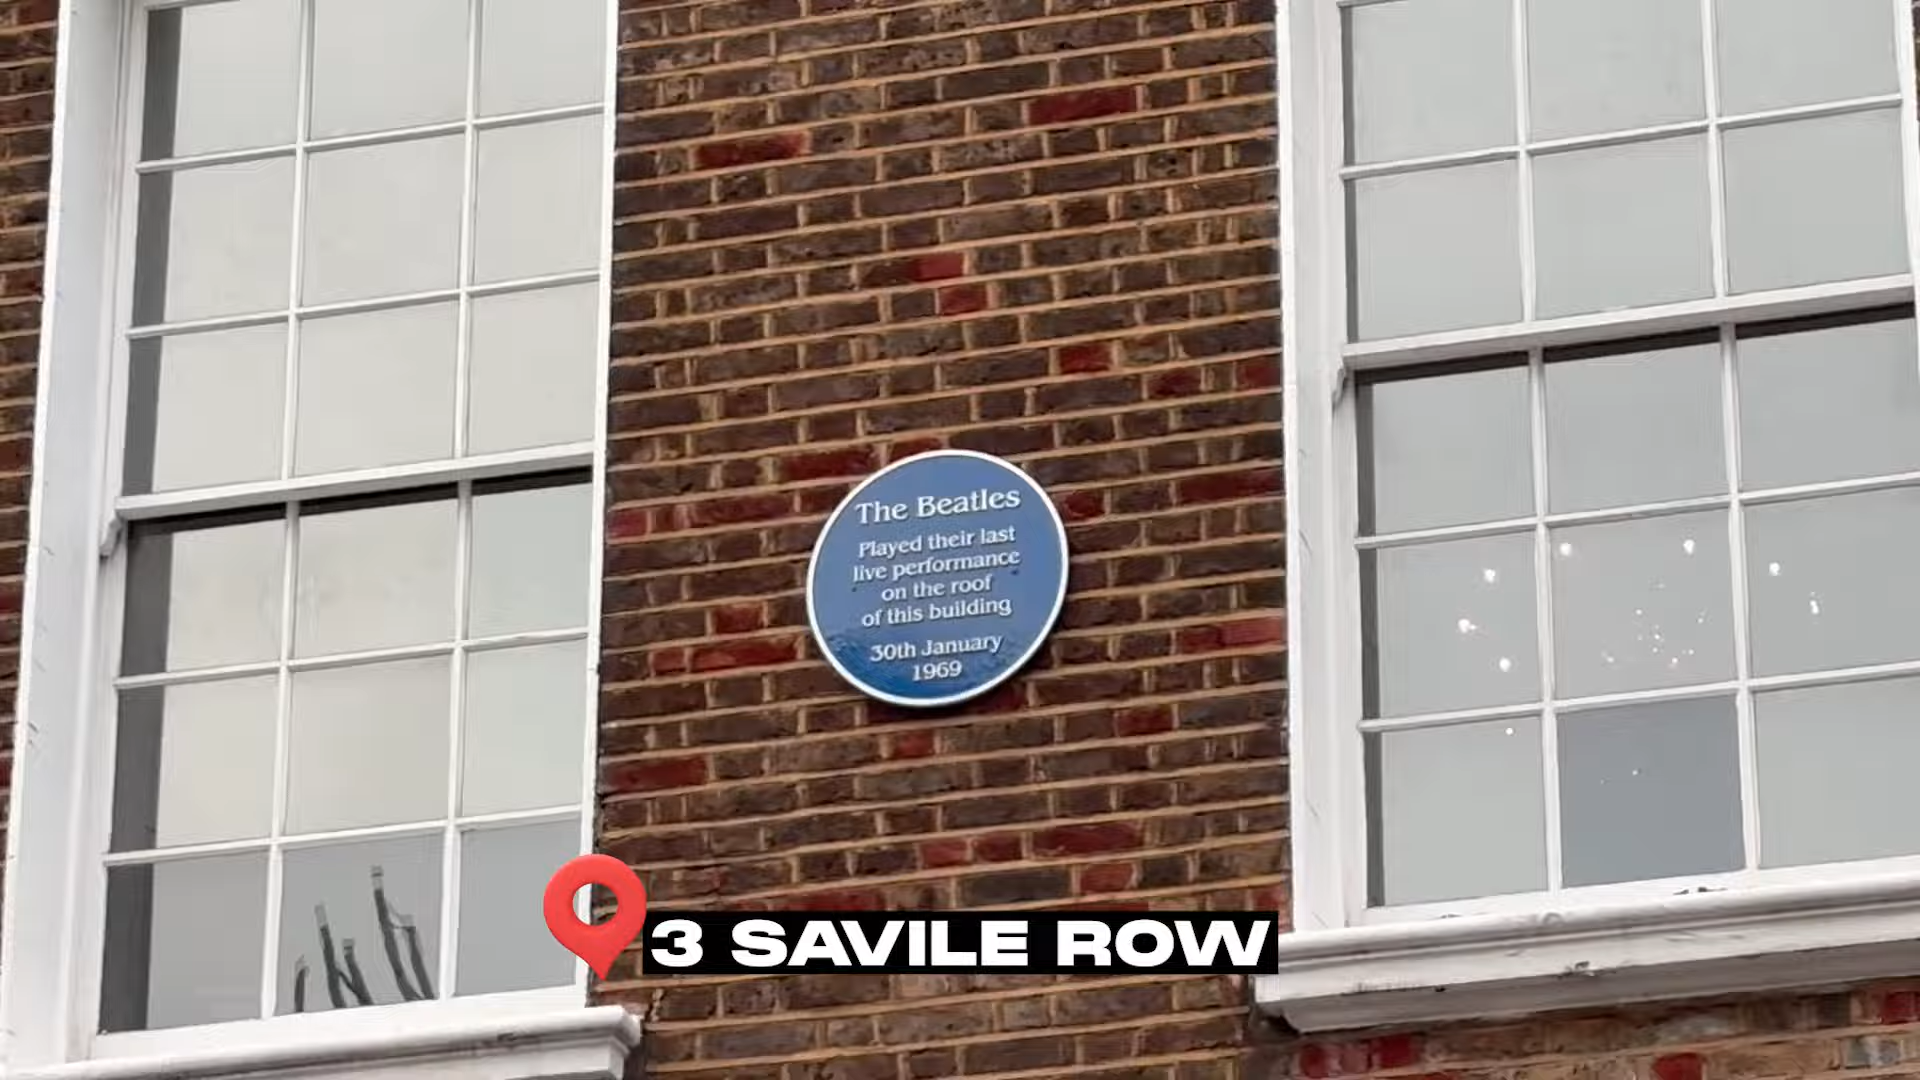 The Beatles
Played their last
live performance
on the roof
of this building
30th January
1969
3 SAVILE ROW